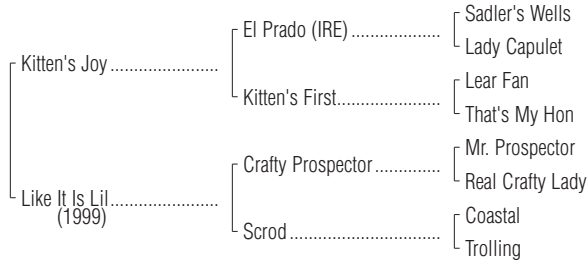 Sadler's Wells
El Prado (IRE) ....................
Lady Capulet
Kitten's Joy ........................
Lear Fan
Kitten's First.......................
That's My Hon
Mr. Prospector
Crafty Prospector ...............
Real Crafty Lady
Like It Is Lil........................
(1999)
Coastal
Scrod ..................................
Trolling